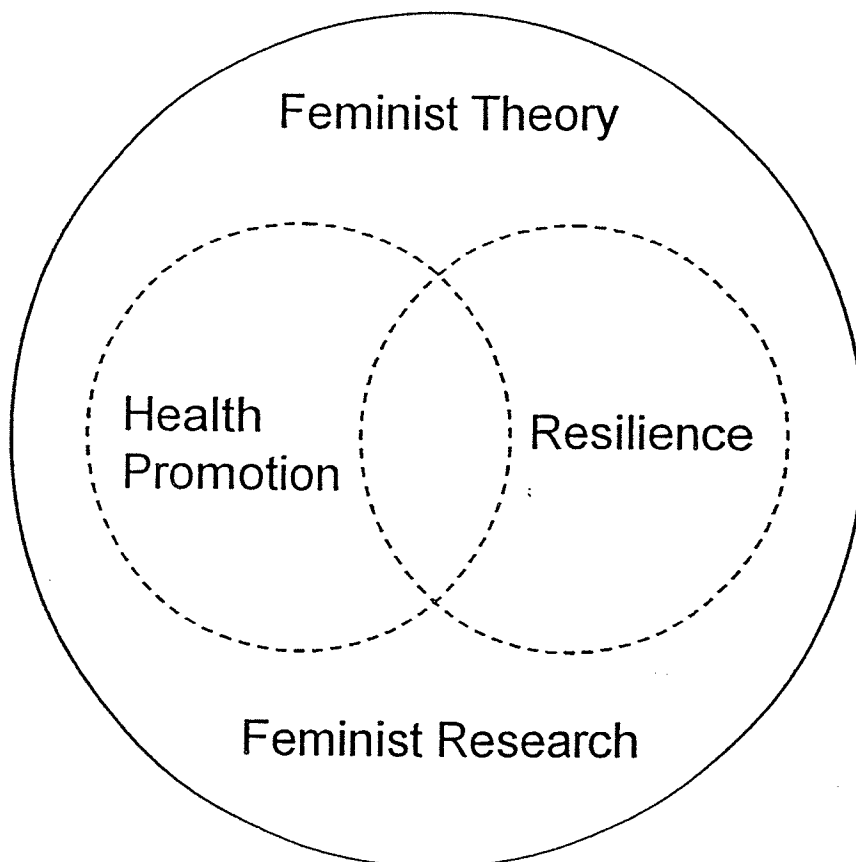 Feminist Theory
Health
Promotion
Resilience
Feminist Research